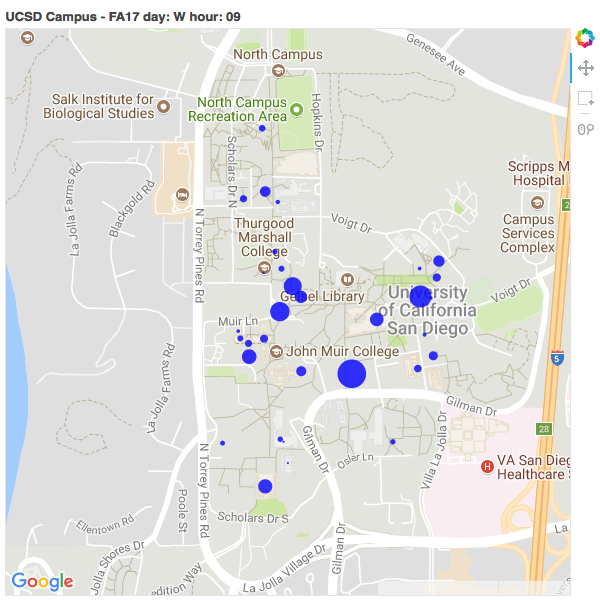 UCSD Campus - FA17 day: W hour: 09
Genesee Ave
North Campus
Salk Institute for
Biological Studies
North Campus
Recreation Area
Hopkins Dr
Scholars Dr N
La Jolla Farms Rd
Blackgold Rd
N Torrey Pines Rd
Scripps M
Hospital
2
Campus
Services
Complex
Voigt Dr
Thurgood
Marshall
College
Geisel Library
University
of California
San Diego
Voigt Dr
Muir Ln
John Muir College
La Jolla Farms Rd
5
Gilman Dr
28
Gilman Dr
Osler Ln
Villa La Jolla Dr
VA San Dieg
Healthcare S
H
N Torrey Pines Rd
Poole St
Ellentown Rd
Scholars Dr S
Gilman Dr
La Jolla Shores Dr
La
La Jolla Village Dr
edition Way
Google